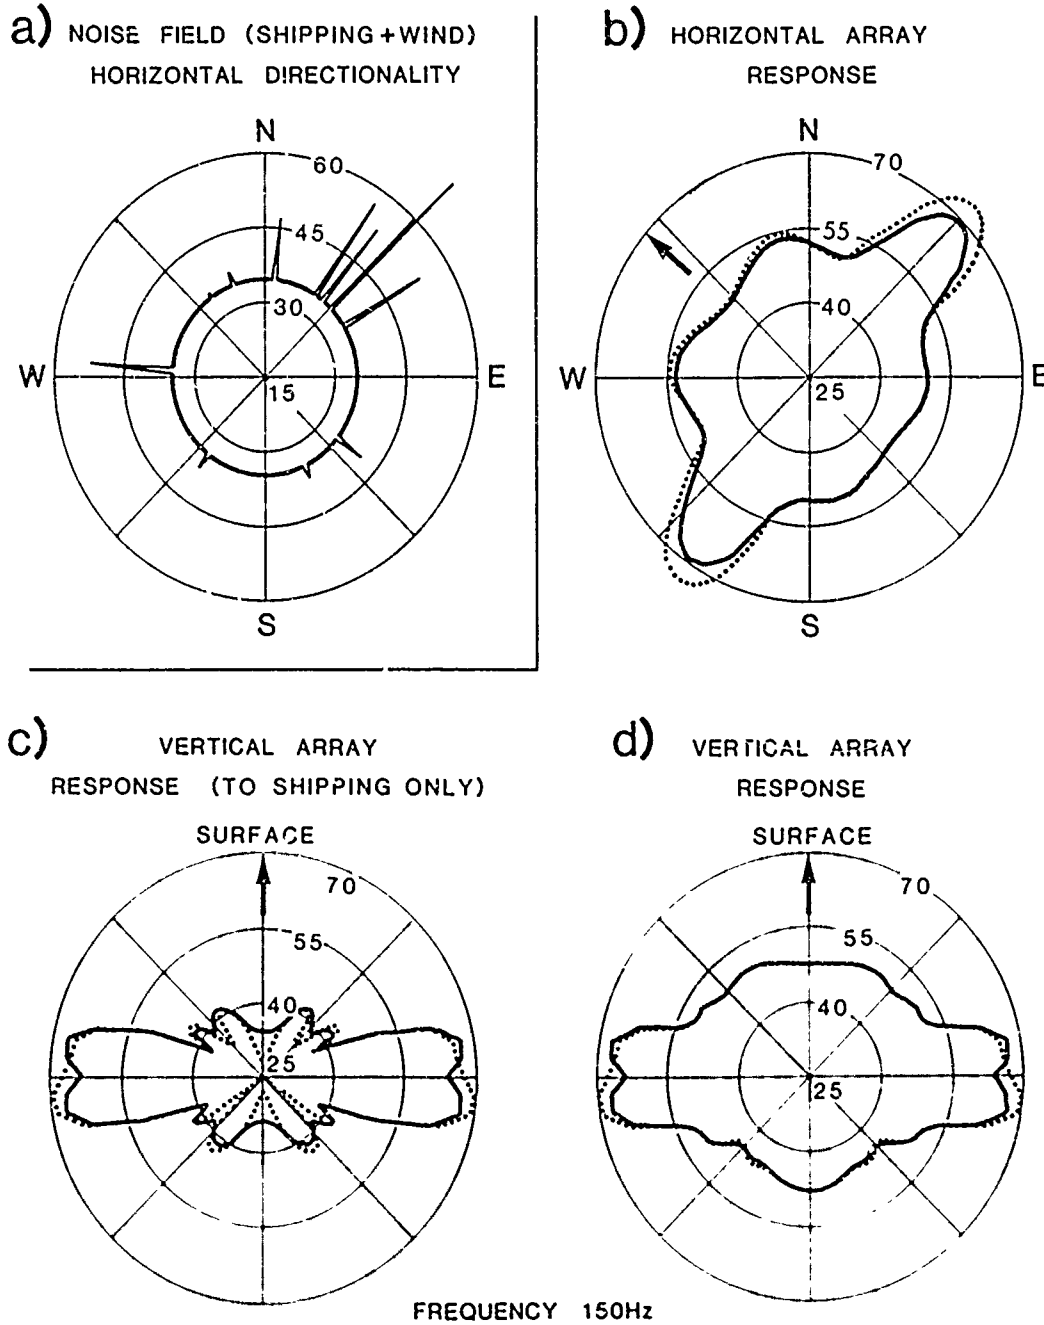 a) NOISE FIELD (SHIPPING+WIND)
HORIZONTAL DIRECTIONALITY
N
60
45
30
15
W
E
S
b) HORIZONTAL ARRAY
RESPONSE
70
55
40
25
W
E
S
c) VERTICAL ARRAY
RESPONSE (TO SHIPPING ONLY)
SURFACE
70
55
40
25
d) VERTICAL ARRAY
RESPONSE
SURFACE
70
55
40
25
FREQUENCY 150Hz